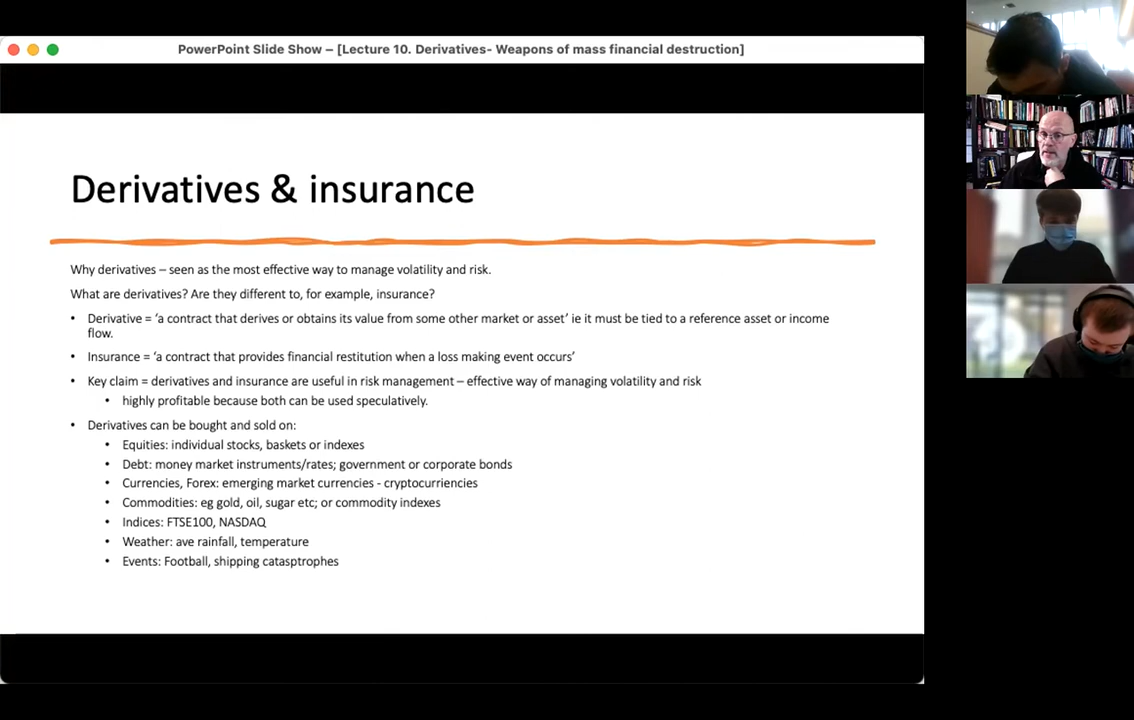 PowerPoint Slide Show – [Lecture 10. Derivatives- Weapons of mass financial destruction]
Derivatives & insurance
Why derivatives – seen as the most effective way to manage volatility and risk.
What are derivatives? Are they different to, for example, insurance?
• Derivative = ‘a contract that derives or obtains its value from some other market or asset’ ie it must be tied to a reference asset or income
flow.
• Insurance = ‘a contract that provides financial restitution when a loss making event occurs’
• Key claim = derivatives and insurance are useful in risk management – effective way of managing volatility and risk
• highly profitable because both can be used speculatively.
• Derivatives can be bought and sold on:
• Equities: individual stocks, baskets or indexes
• Debt: money market instruments/rates; government or corporate bonds
• Currencies, Forex: emerging market currencies - cryptocurriencies
• Commodities: eg gold, oil, sugar etc; or commodity indexes
• Indices: FTSE100, NASDAQ
• Weather: ave rainfall, temperature
• Events: Football, shipping catasptrophes